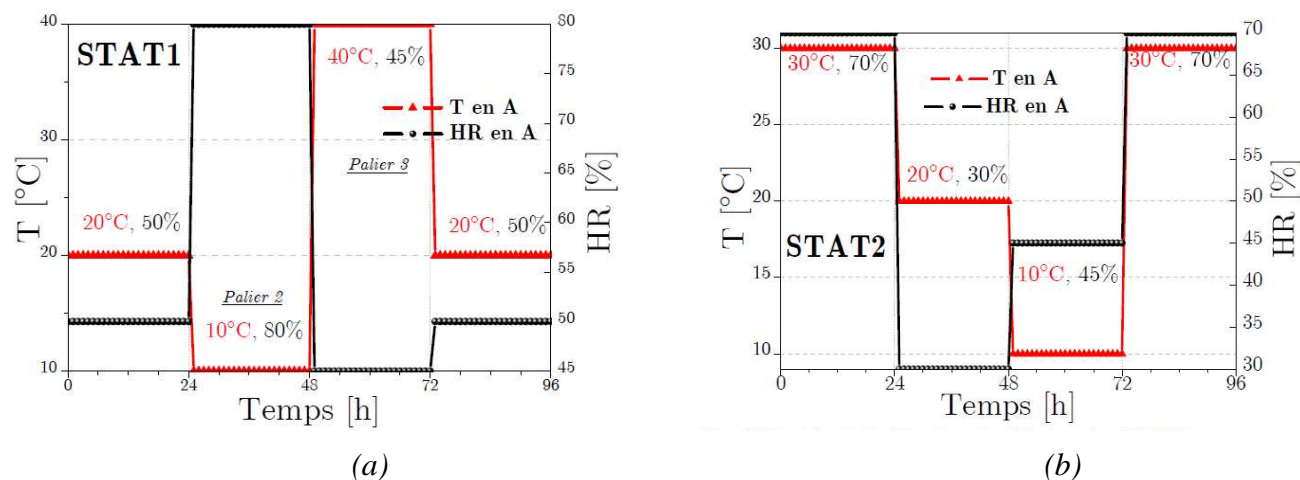 STAT1
40°C, 45%
T en A
HR en A
Palier 3
20°C, 50%
20°C, 50%
Palier 2
10°C, 80%
T [°C]
40
30
20
10
HR [%]
80
75
70
65
60
55
50
45
0 24 48 72 96
Temps [h]
(a)
30°C, 70%
30°C, 70%
T en A
HR en A
20°C, 30%
STAT2
10°C, 45%
T [°C]
30
25
20
15
10
HR [%]
70
65
60
55
50
45
40
35
30
0 24 48 72 96
Temps [h]
(b)